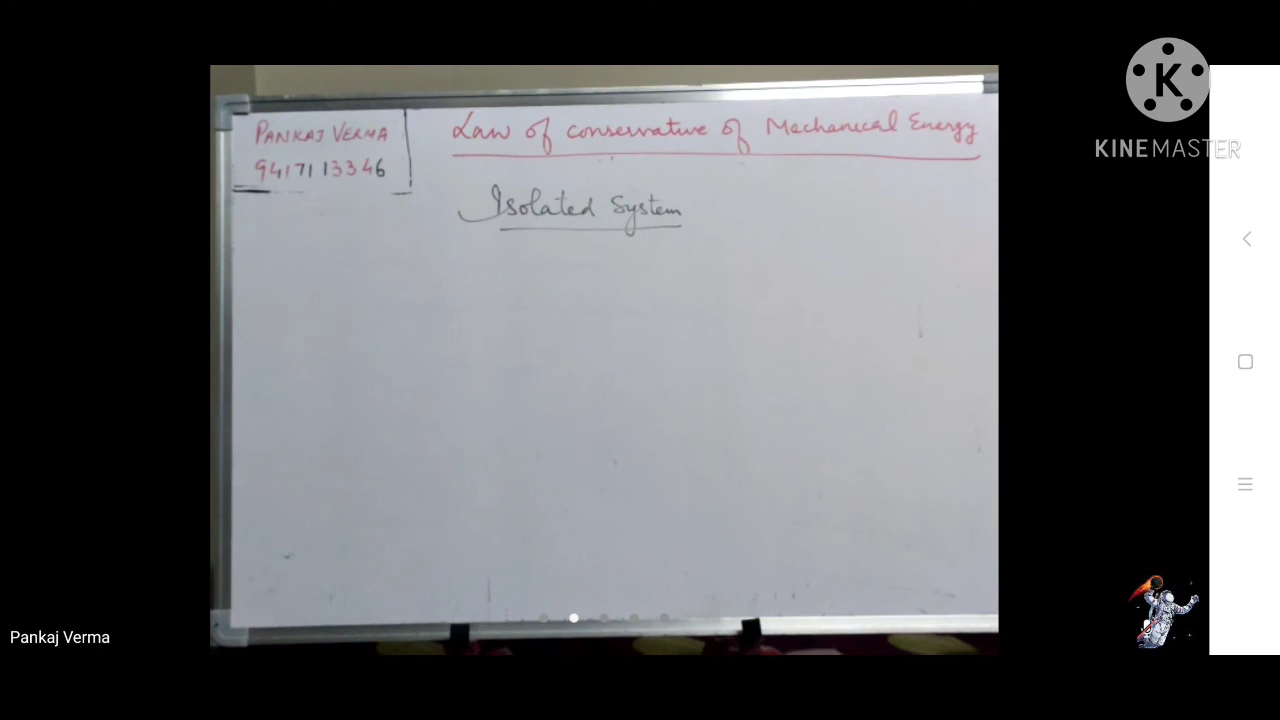 PANKAJ VERMA
9417113346
Law of conservative of Mechanical Energy
Isolated System
KINEMASTER
Pankaj Verma